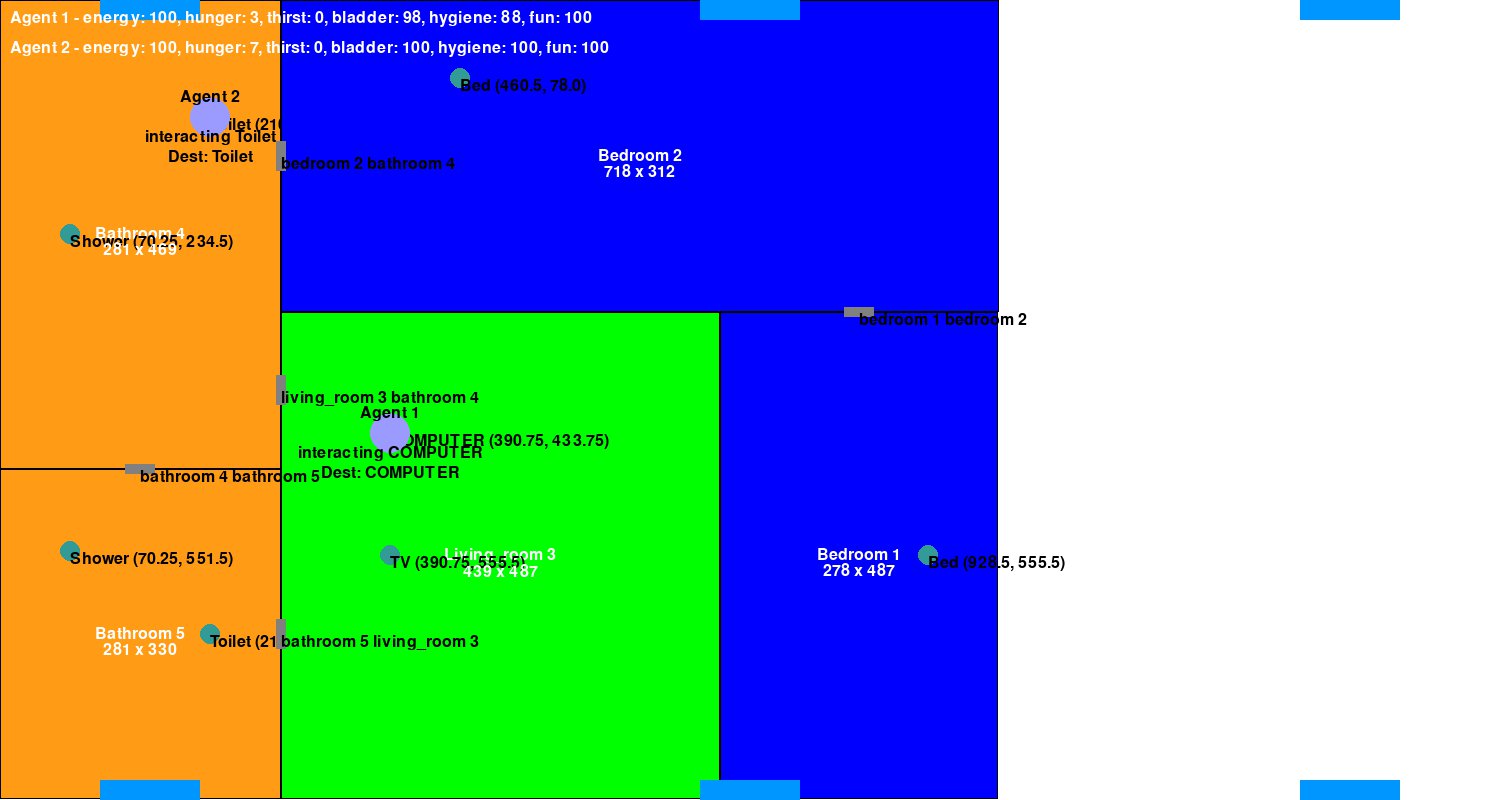 Agent 1 - energy: 100, hunger: 3, thirst: 0, bladder: 98, hygiene: 88, fun: 100
Agent 2 - energy: 100, hunger: 7, thirst: 0, bladder: 100, hygiene: 100, fun: 100
Bed (460.5, 78.0)
Agent 2
interacting Toilet
Dest: Toilet
Bedroom 2
718 x 312
bedroom 2 bathroom 4
Bathroom 4
281 x 469
Shower (70.25, 234.5)
bedroom 1 bedroom 2
living_room 3 bathroom 4
Agent 1
COMPUTER (390.75, 433.75)
interacting COMPUTER
Dest: COMPUTER
bathroom 4 bathroom 5
Shower (70.25, 551.5)
Living_room 3
439 x 487
TV (390.75, 555.5)
Bedroom 1
278 x 487
Bed (928.5, 555.5)
Bathroom 5
281 x 330
Toilet (21
bathroom 5 living_room 3